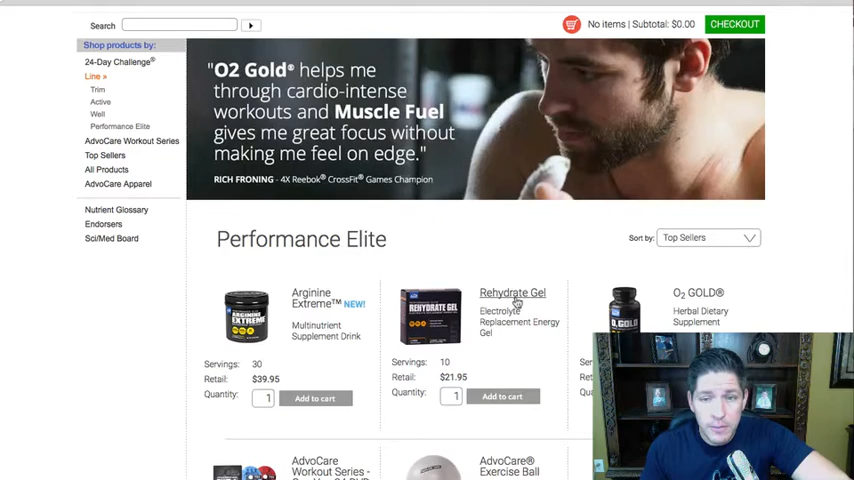 Search
No items | Subtotal: $0.00
CHECKOUT
Shop products by:
24-Day Challenge®
Line »
Trim
Active
Well
Performance Elite
AdvoCare Workout Series
Top Sellers
All Products
AdvoCare Apparel
Nutrient Glossary
Endorsers
Sci/Med Board
"O2 Gold® helps me
through cardio-intense
workouts and Muscle Fuel
gives me great focus without
making me feel on edge."
RICH FRONING - 4X Reebok® CrossFit® Games Champion
Performance Elite
Sort by:
Top Sellers
Arginine
Extreme™ NEW!
Multinutrient
Supplement Drink
Servings: 30
Retail: $39.95
Quantity: 1
Add to cart
ARGININE
EXTREME
Rehydrate Gel
Electrolyte
Replacement Energy
Gel
Servings: 10
Retail: $21.95
Quantity: 1
Add to cart
REHYDRATE GEL
O₂ GOLD®
Herbal Dietary
Supplement
O2GOLD
AdvoCare
Workout Series -
AdvoCare®
Exercise Ball